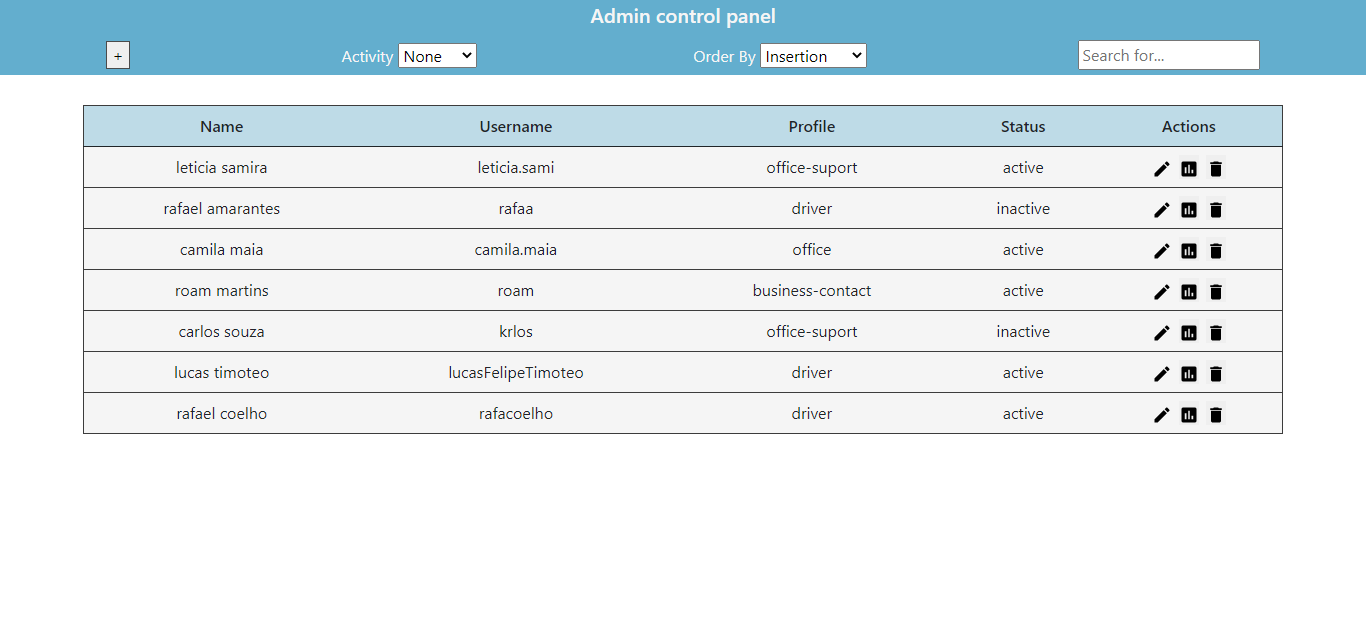 Admin control panel
+ Activity None Order By Insertion Search for...
Name Username Profile Status Actions
leticia samira leticia.sami office-suport active
rafael amarantes rafaa driver inactive
camila maia camila.maia office active
roam martins roam business-contact active
carlos souza krlos office-suport inactive
lucas timoteo lucasFelipeTimoteo driver active
rafael coelho rafacoelho driver active